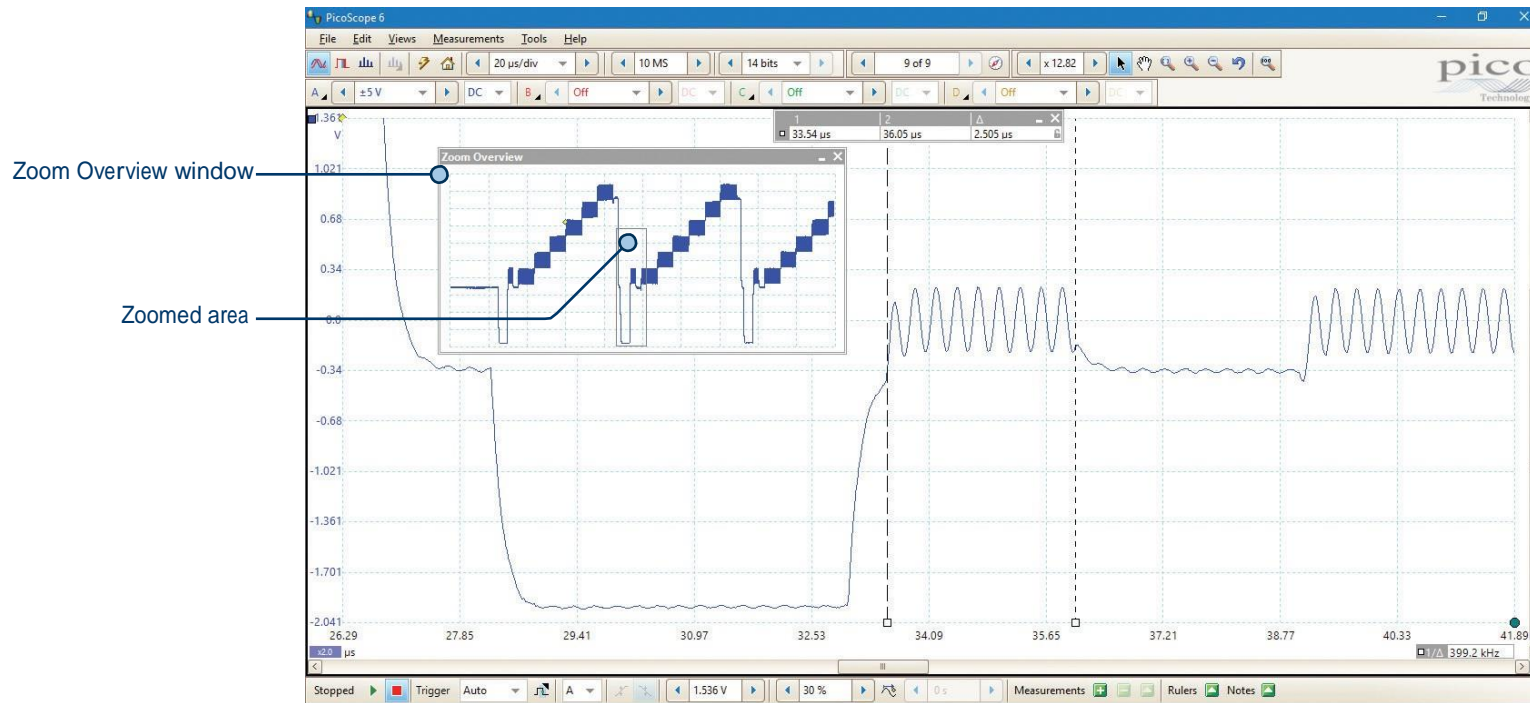 PicoScope 6
File Edit Views Measurements Tools Help
20 µs/div 10 MS 14 bits 9 of 9 x 12.82
pico
Technology
A ±5 V DC B Off DC C Off DC D Off DC
1 2 Δ
33.54 µs 36.05 µs 2.505 µs
1.361
V
Zoom Overview
Zoom Overview window
1.021
0.68
0.34
Zoomed area
0.0
-0.34
-0.68
-1.021
-1.361
-1.701
-2.041
26.29 27.85 29.41 30.97 32.53 34.09 35.65 37.21 38.77 40.33 41.89
x2.0 µs
1/Δ 399.2 kHz
Stopped Trigger Auto A 1.536 V 30 % 0 s Measurements Rulers Notes